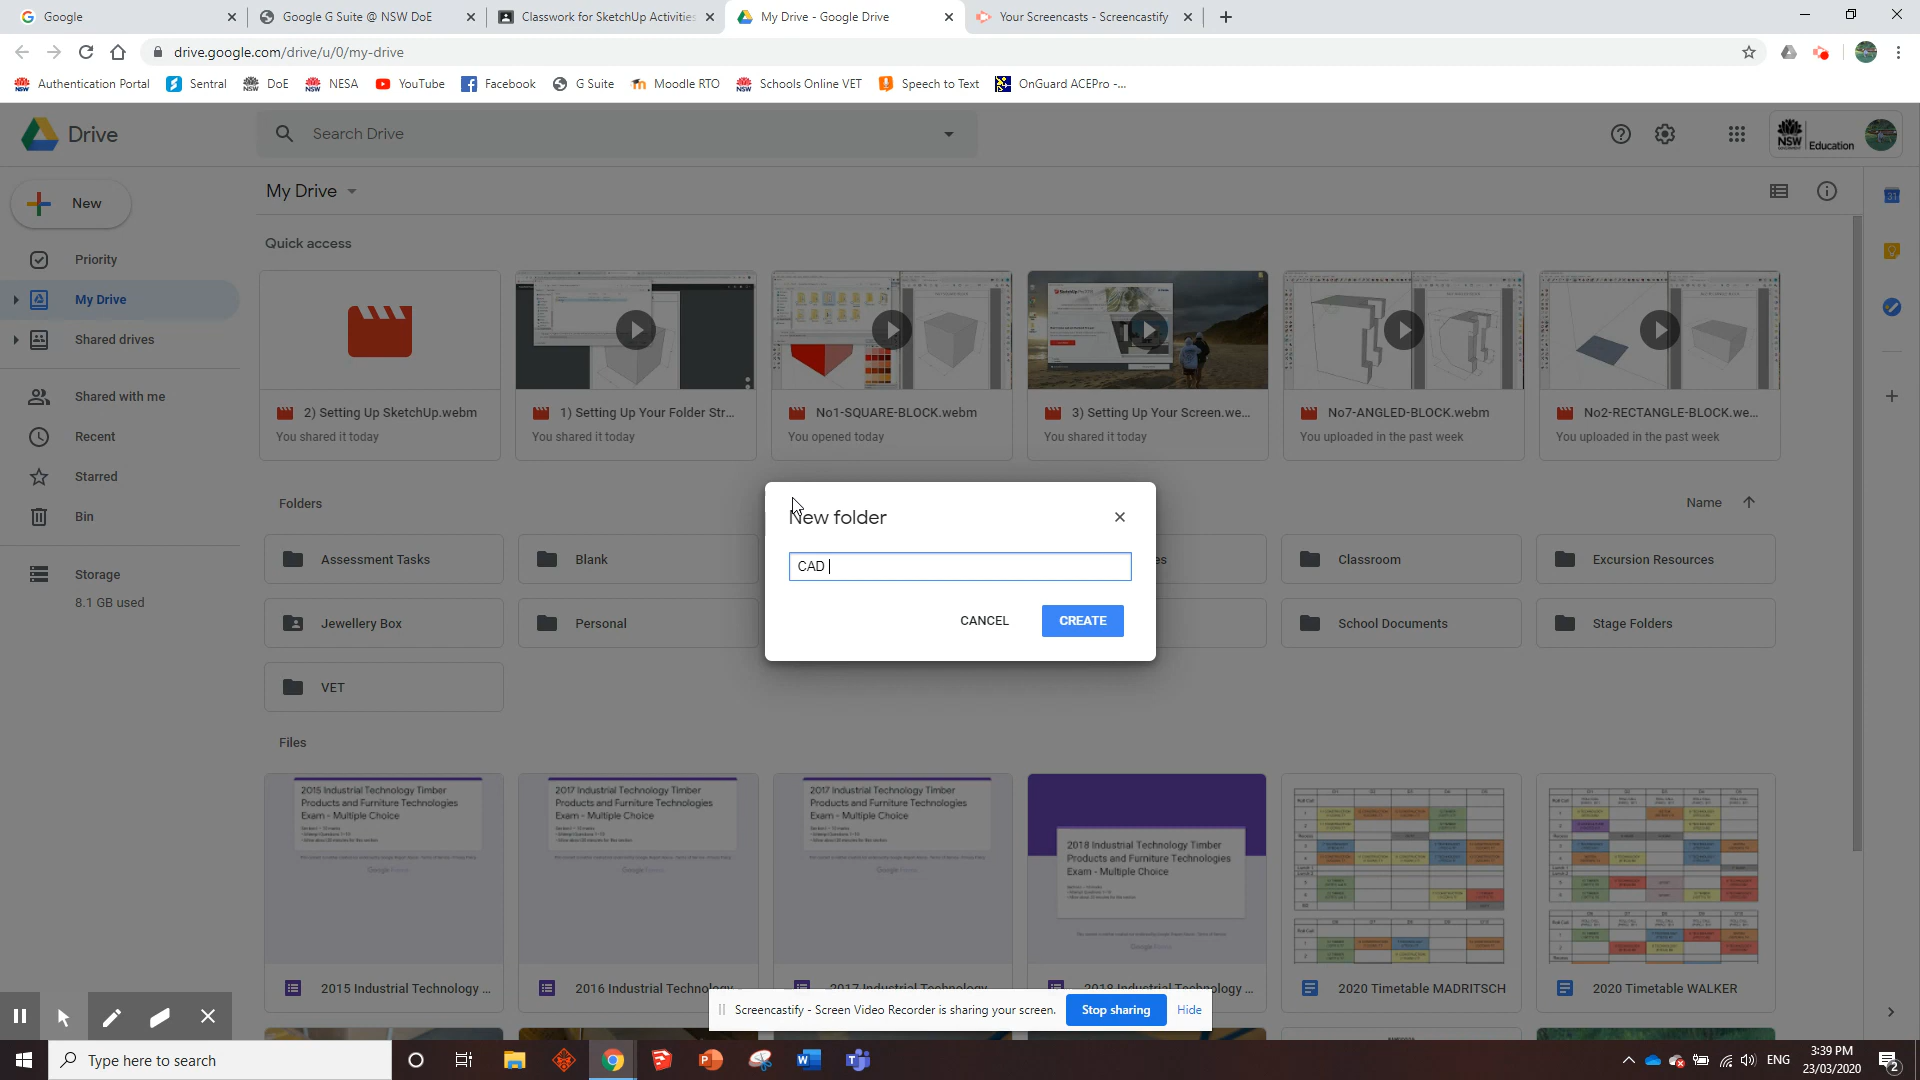 Google
Google G Suite @ NSW DoE
Classwork for SketchUp Activities
My Drive - Google Drive
Your Screencasts - Screencastify
drive.google.com/drive/u/0/my-drive
Authentication Portal
Sentral
DoE
NESA
YouTube
Facebook
G Suite
Moodle RTO
Schools Online VET
Speech to Text
OnGuard ACEPro -...
Drive
Search Drive
NSW
Education
New
My Drive
Priority
My Drive
Shared drives
Shared with me
Recent
Starred
Bin
Storage
8.1 GB used
Quick access
2) Setting Up SketchUp.webm
You shared it today
1) Setting Up Your Folder Str...
You shared it today
No1-SQUARE-BLOCK.webm
You opened today
3) Setting Up Your Screen.we...
You shared it today
No7-ANGLED-BLOCK.webm
You uploaded in the past week
No2-RECTANGLE-BLOCK.we...
You uploaded in the past week
Folders
Name
Assessment Tasks
Blank
Classroom
Excursion Resources
Jewellery Box
Personal
School Documents
Stage Folders
VET
New folder
CAD
CANCEL
CREATE
Files
2015 Industrial Technology Timber
Products and Furniture Technologies
Exam - Multiple Choice
2017 Industrial Technology Timber
Products and Furniture Technologies
Exam - Multiple Choice
2017 Industrial Technology Timber
Products and Furniture Technologies
Exam - Multiple Choice
2018 Industrial Technology Timber
Products and Furniture Technologies
Exam - Multiple Choice
2015 Industrial Technology ...
2016 Industrial Technology
2017 Industrial Technology
2018 Industrial Technology ...
2020 Timetable MADRITSCH
2020 Timetable WALKER
Screencastify - Screen Video Recorder is sharing your screen.
Stop sharing
Hide
Type here to search
ENG
3:39 PM
23/03/2020
2